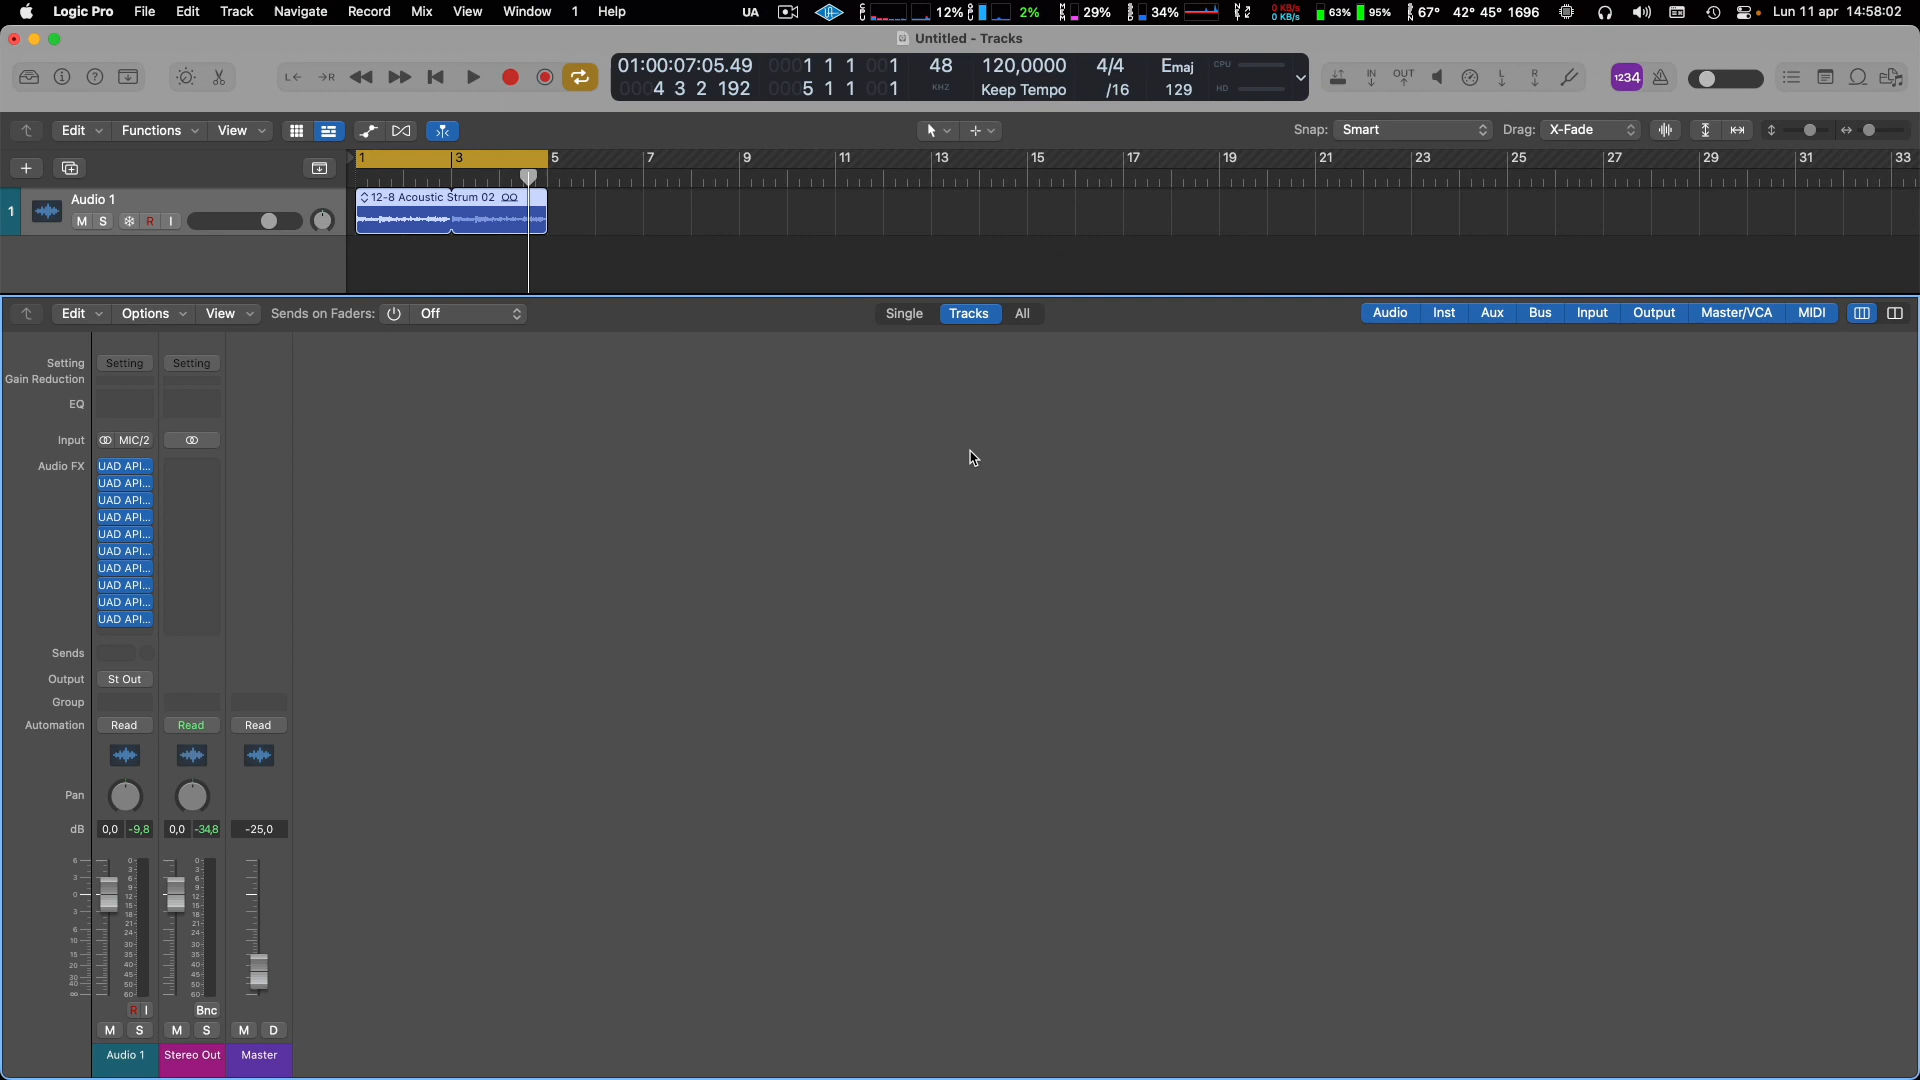 Logic Pro File Edit Track Navigate Record Mix View Window 1 Help UA 12% 2% 29% 34% 0 KB/s 0 KB/s 63% 95% 67° 42° 45° 1696 Lun 11 apr 14:58:02
Untitled - Tracks
01:00:07:05.49 0001 1 1 001 48 120,0000 4/4 Emaj CPU
0004 3 2 192 0005 1 1 001 KHZ Keep Tempo /16 129 HD
IN OUT L R 1234
Edit Functions View Snap: Smart Drag: X-Fade
1 3 5 7 9 11 13 15 17 19 21 23 25 27 29 31 33
1 Audio 1 12-8 Acoustic Strum 02
M S R I
Edit Options View Sends on Faders: Off Single Tracks All Audio Inst Aux Bus Input Output Master/VCA MIDI
Setting Setting Setting
Gain Reduction
EQ
Input MIC/2
Audio FX UAD API...
UAD API...
UAD API...
UAD API...
UAD API...
UAD API...
UAD API...
UAD API...
UAD API...
UAD API...
Sends
Output St Out
Group
Automation Read Read Read
Pan
dB 0,0 -9,8 0,0 -34,8 -25,0
R I Bnc
M S M S M D
Audio 1 Stereo Out Master